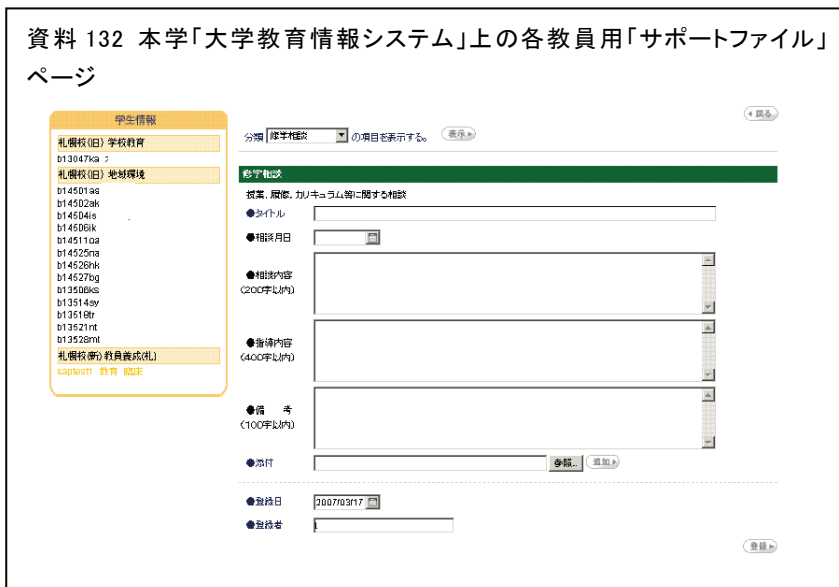 資料 132 本学「大学教育情報システム」上の各教員用「サポートファイル」
ページ
戻る
学生情報
札幌校(旧) 学校教育
b13047ka
札幌校(旧) 地域環境
b14501as
b14502ak
b14504is
b14506ik
b14511oa
b14525na
b14526hk
b14527bg
b13506ks
b13514sy
b13518tr
b13521nt
b13528mt
札幌校(新) 教員養成(札)
saptest1 教育 臨床
分類 修学相談 の項目を表示する。 表示
修学相談
授業、履修、カリキュラム等に関する相談
●タイトル
●相談月日
●相談内容
(200字以内)
●指導内容
(400字以内)
●備 考
(100字以内)
●添付 参照... 追加
●登録日 2007/03/17
●登録者
登録